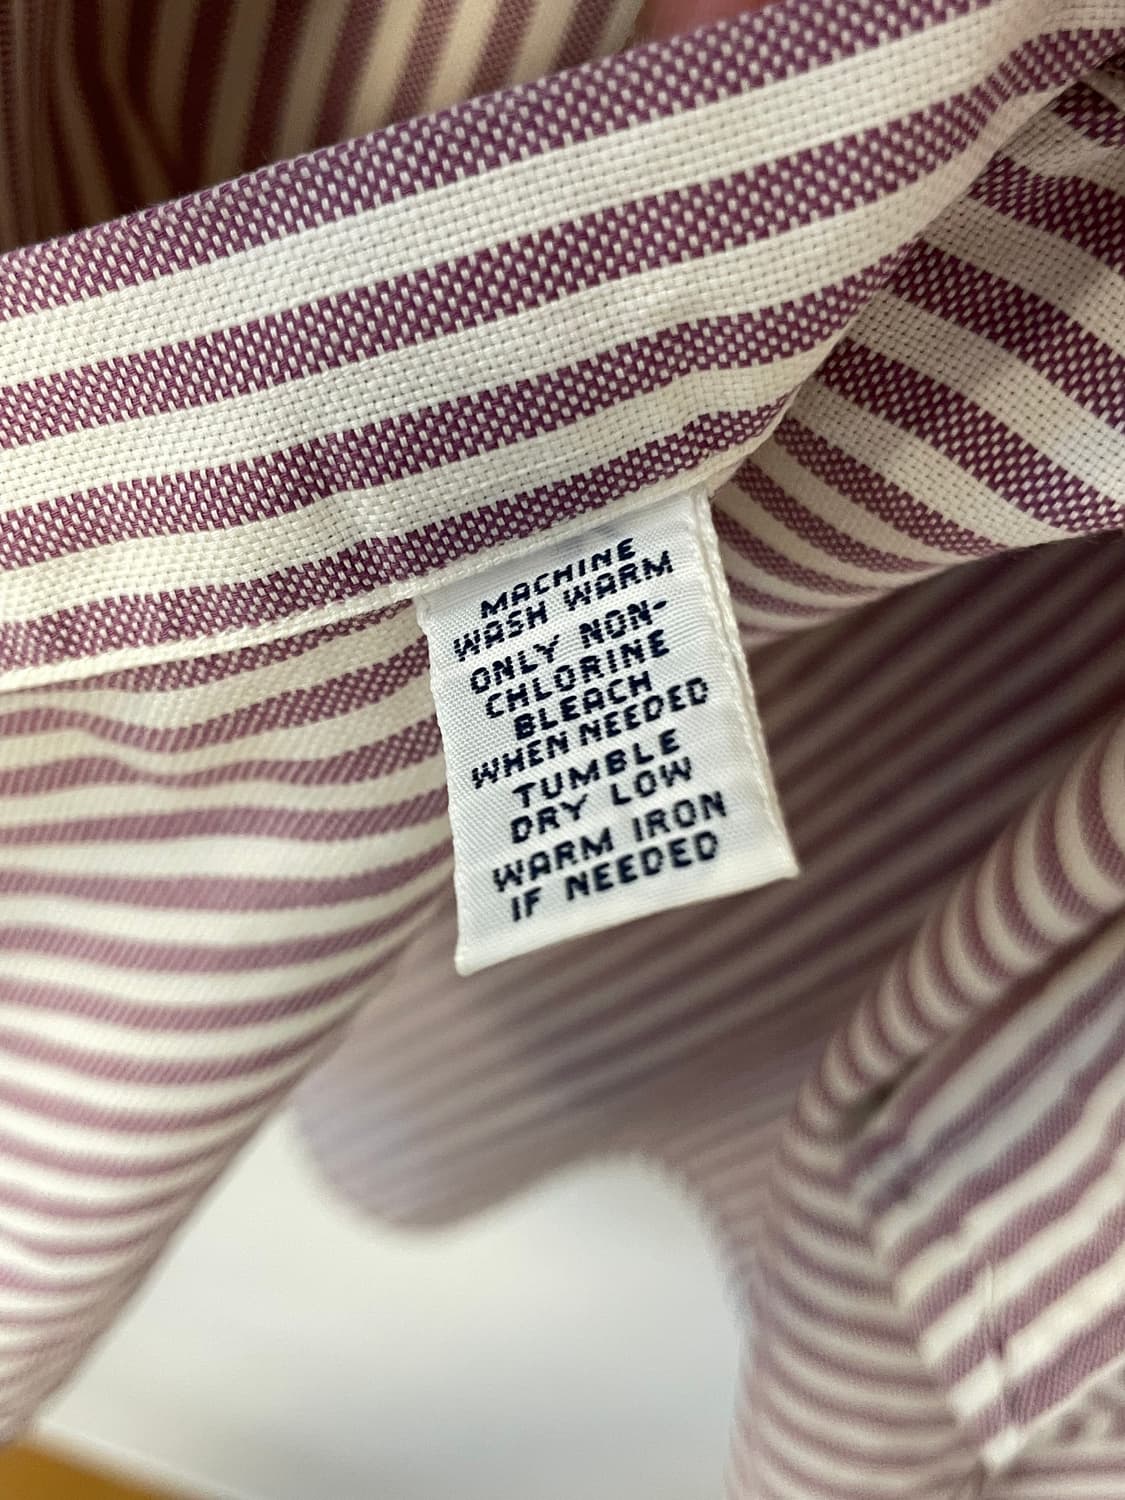 MACHINE
WASH WARM
ONLY NON-
CHLORINE
BLEACH
WHEN NEEDED
TUMBLE
DRY LOW
WARM IRON
IF NEEDED